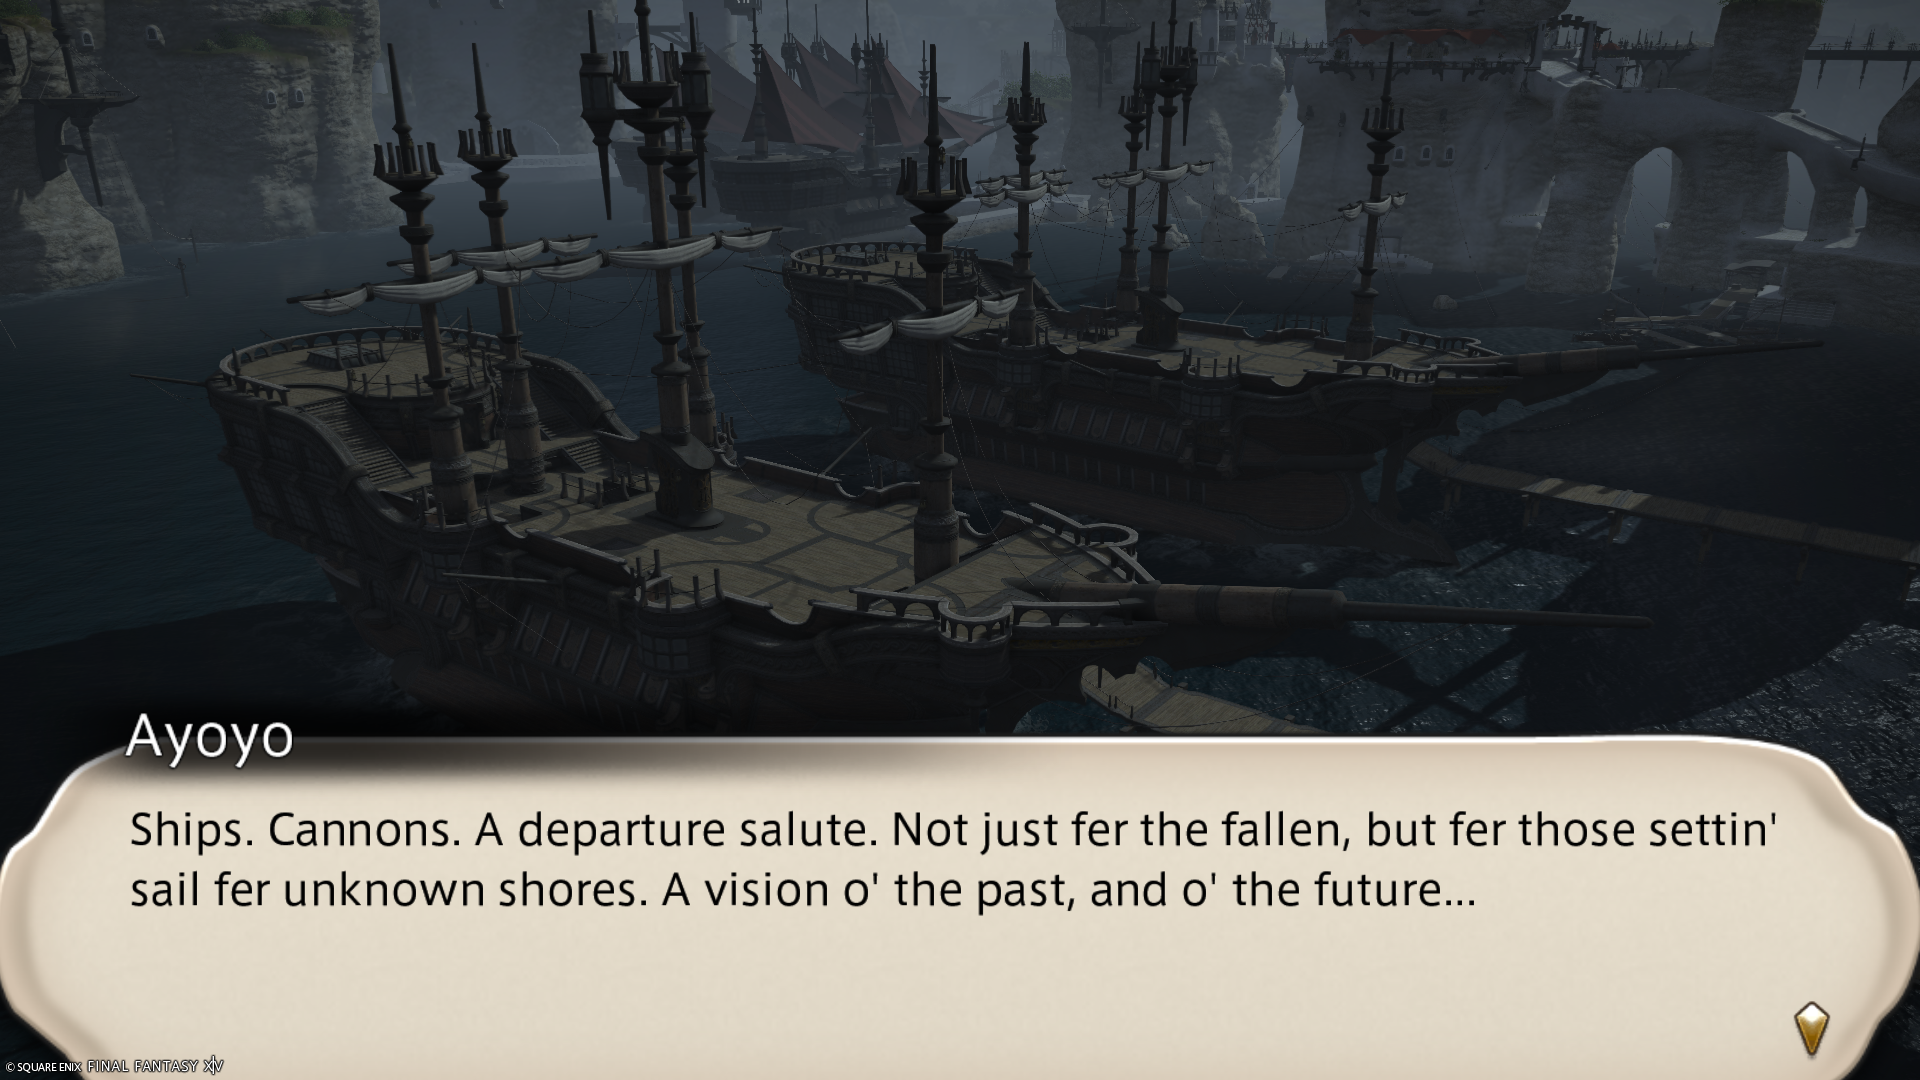 Ayoyo
Ships. Cannons. A departure salute. Not just fer the fallen, but fer those settin'
sail fer unknown shores. A vision o' the past, and o' the future...
© SQUARE ENIX FINAL FANTASY XIV